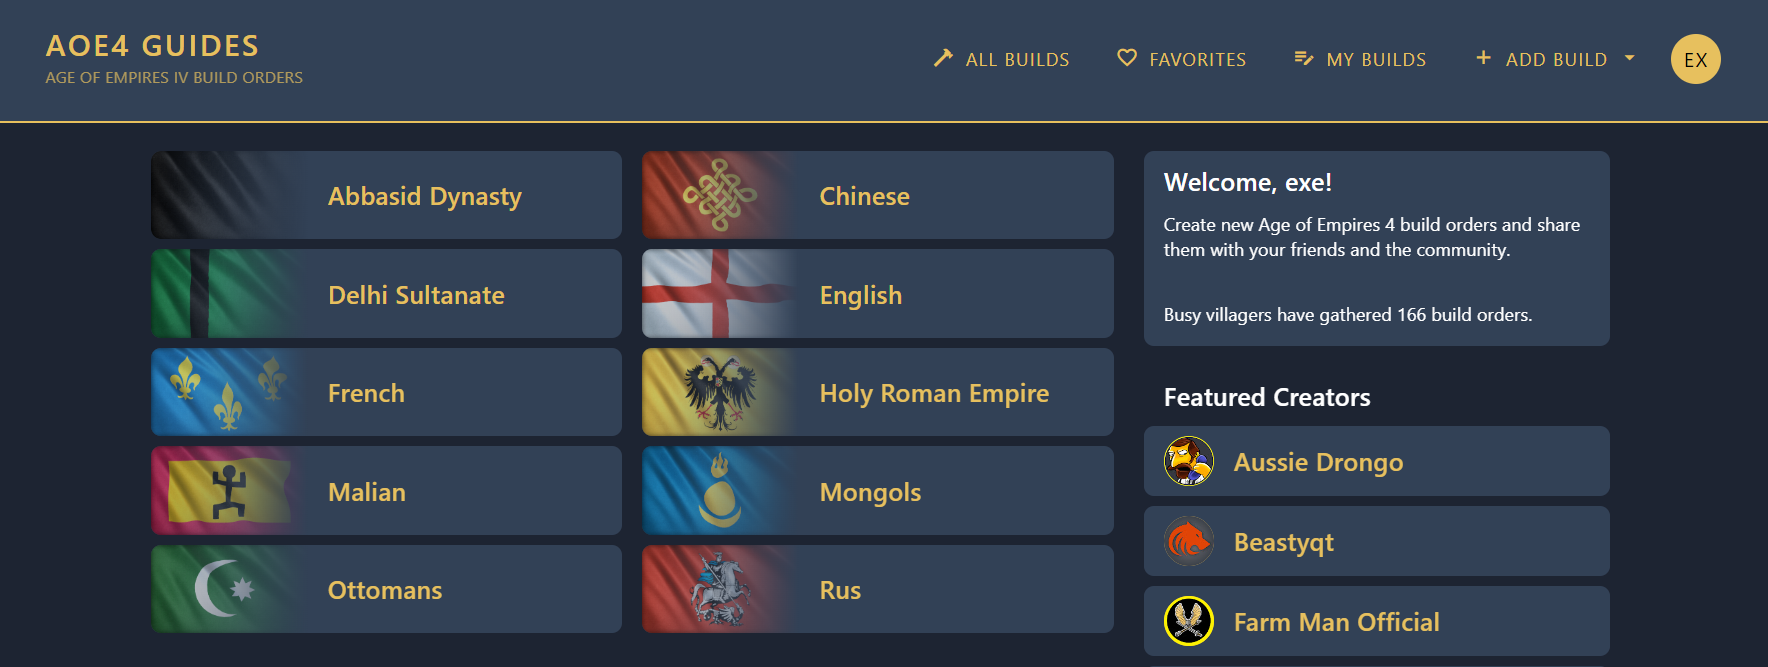 AOE4 GUIDES
AGE OF EMPIRES IV BUILD ORDERS
ALL BUILDS
FAVORITES
MY BUILDS
ADD BUILD
EX
Abbasid Dynasty
Chinese
Delhi Sultanate
English
French
Holy Roman Empire
Malian
Mongols
Ottomans
Rus
Welcome, exe!
Create new Age of Empires 4 build orders and share
them with your friends and the community.
Busy villagers have gathered 166 build orders.
Featured Creators
Aussie Drongo
Beastyqt
Farm Man Official